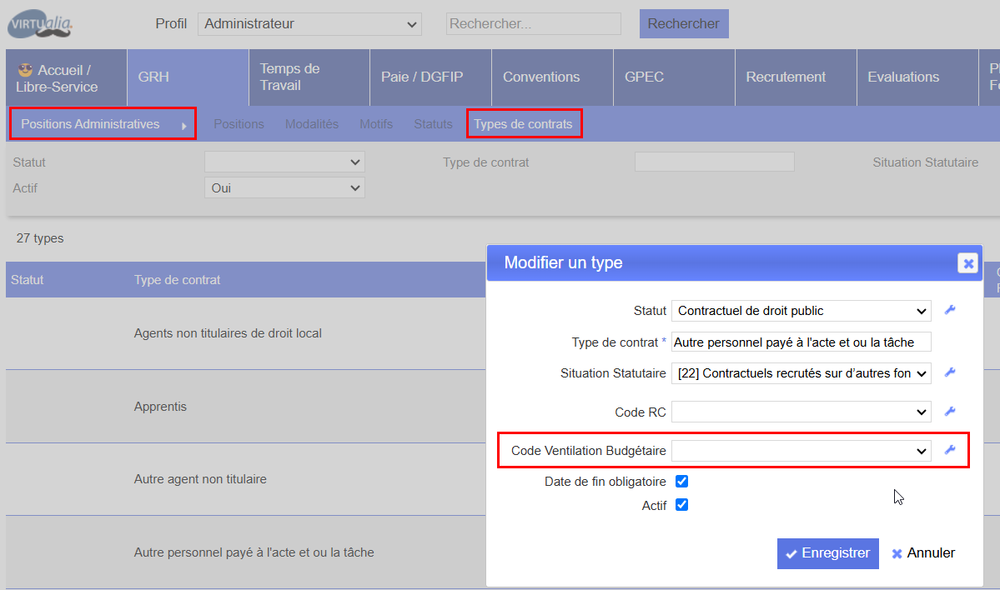 VIRTUalia
Profil Administrateur Rechercher... Rechercher
Accueil / Libre-Service
GRH
Temps de Travail
Paie / DGFIP
Conventions
GPEC
Recrutement
Evaluations
Positions Administratives Positions Modalités Motifs Statuts Types de contrats
Statut Type de contrat Situation Statutaire
Actif Oui
27 types
Statut Type de contrat
Agents non titulaires de droit local
Apprentis
Autre agent non titulaire
Autre personnel payé à l'acte et ou la tâche
Modifier un type
Statut Contractuel de droit public
Type de contrat * Autre personnel payé à l'acte et ou la tâche
Situation Statutaire [22] Contractuels recrutés sur d’autres fon
Code RC
Code Ventilation Budgétaire
Date de fin obligatoire
Actif
Enregistrer Annuler